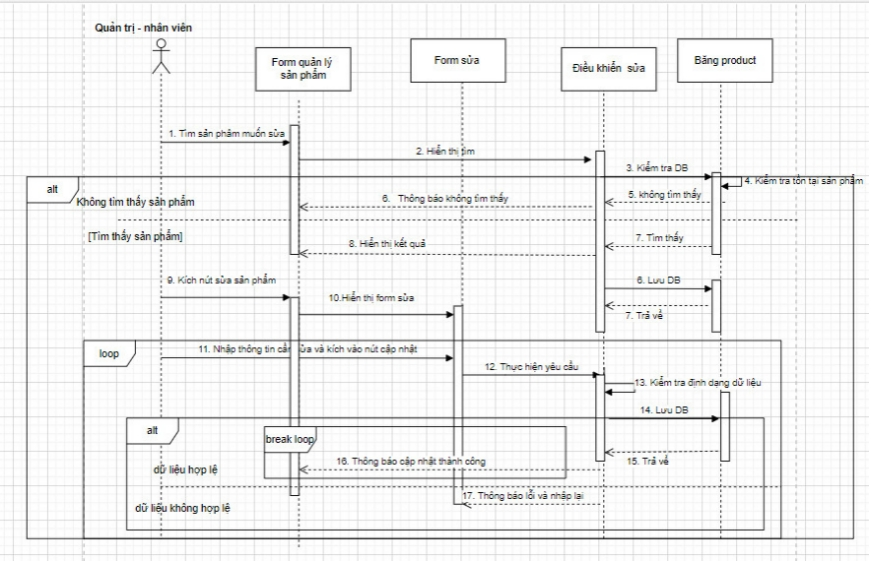 Quản trị - nhân viên
Form quản lý
sản phẩm
Form sửa
Điều khiển sửa
Bảng product
1. Tìm sản phâm muốn sửa
2. Hiển thị tìm
3. Kiểm tra DB
4. Kiểm tra tồn tại sản phẩm
alt
Không tìm thấy sản phẩm
5. không tìm thấy
6. Thông báo không tìm thấy
[Tìm thấy sản phẩm]
7. Tìm thấy
8. Hiển thị kết quả
9. Kích nút sửa sản phẩm
6. Lưu DB
10.Hiển thị form sửa
7. Trả về
loop
11. Nhập thông tin cần sửa và kích vào nút cập nhật
12. Thực hiện yêu cầu
13. Kiểm tra định dạng dữ liệu
14. Lưu DB
alt
break loop
dữ liệu hợp lệ
16. Thông báo cập nhật thành công
15. Trả về
17. Thông báo lỗi và nhập lại
dữ liệu không hợp lệ